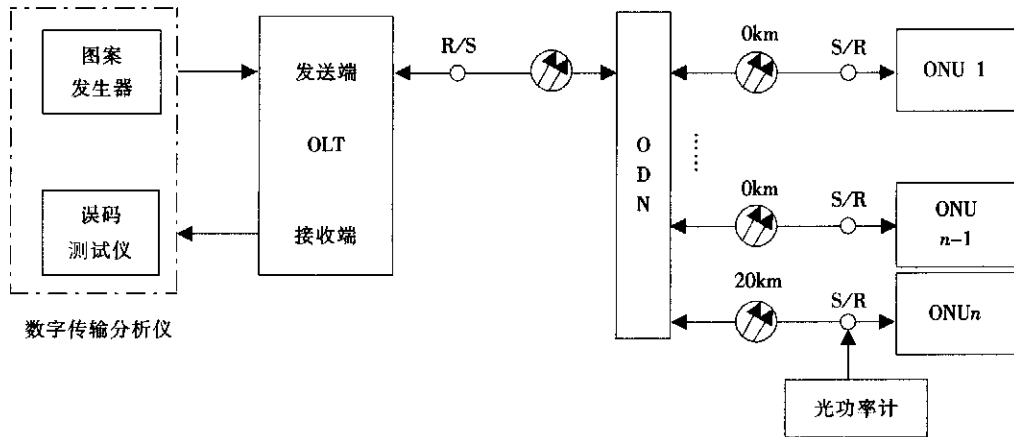 图案
发生器
误码
测试仪
数字传输分析仪
发送端
OLT
接收端
R/S
O
D
N
0km
S/R
ONU 1
······
0km
S/R
ONU
n-1
20km
S/R
ONUn
光功率计